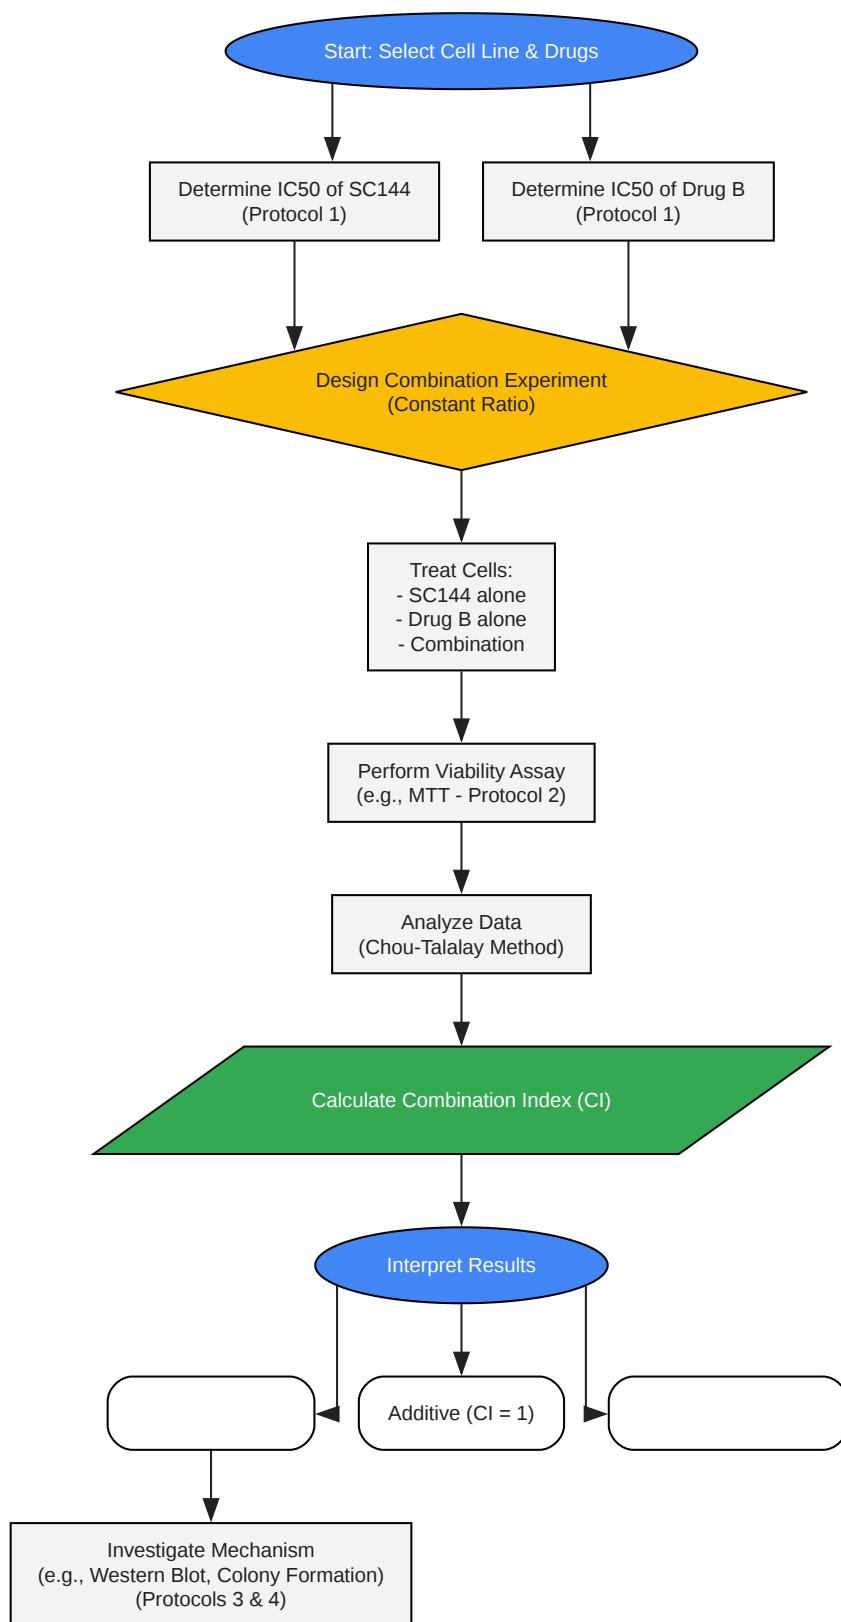 Start: Select Cell Line & Drugs
Determine IC50 of SC144
(Protocol 1)
Determine IC50 of Drug B
(Protocol 1)
Design Combination Experiment
(Constant Ratio)
Treat Cells:
- SC144 alone
- Drug B alone
- Combination
Perform Viability Assay
(e.g., MTT - Protocol 2)
Analyze Data
(Chou-Talalay Method)
Calculate Combination Index (CI)
Interpret Results
Additive (CI = 1)
Investigate Mechanism
(e.g., Western Blot, Colony Formation)
(Protocols 3 & 4)